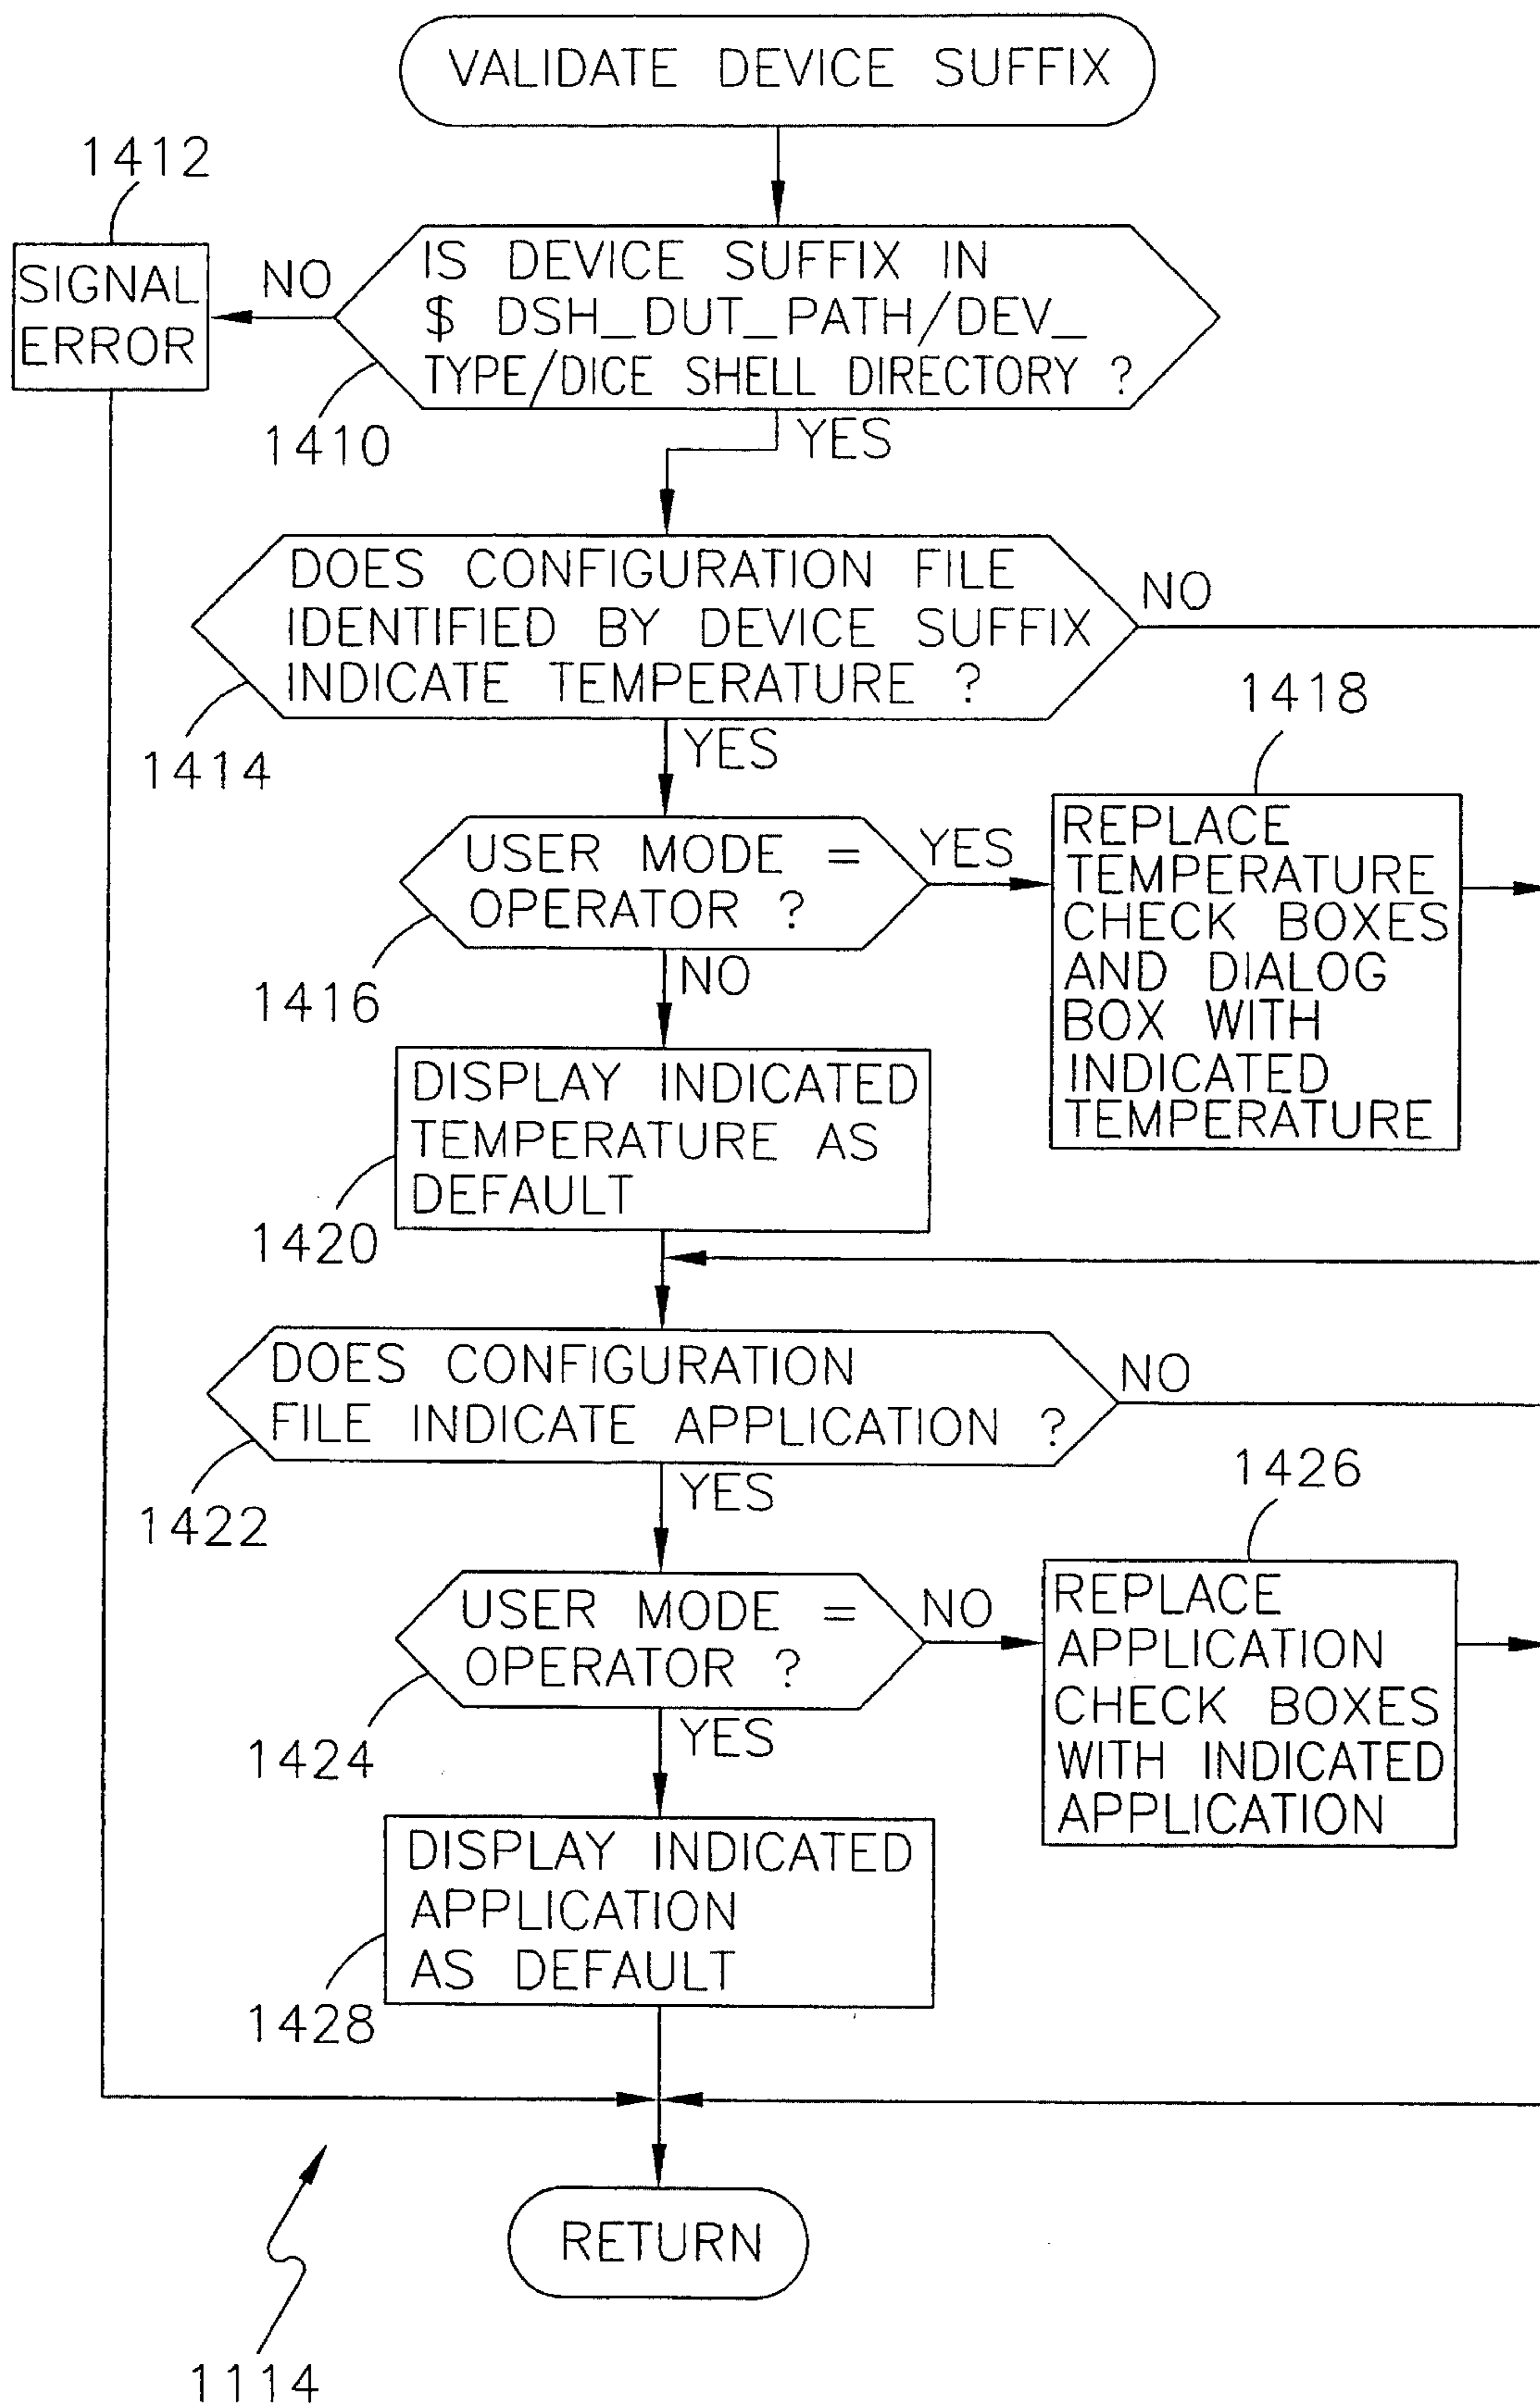 VALIDATE DEVICE SUFFIX
1412
SIGNAL
ERROR
NO
IS DEVICE SUFFIX IN
$ DSH_DUT_PATH/DEV_
TYPE/DICE SHELL DIRECTORY ?
1410
YES
DOES CONFIGURATION FILE
IDENTIFIED BY DEVICE SUFFIX
INDICATE TEMPERATURE ?
NO
1414
YES
1418
USER MODE =
OPERATOR ?
YES
REPLACE
TEMPERATURE
CHECK BOXES
AND DIALOG
BOX WITH
INDICATED
TEMPERATURE
1416
NO
DISPLAY INDICATED
TEMPERATURE AS
DEFAULT
1420
DOES CONFIGURATION
FILE INDICATE APPLICATION ?
NO
1422
YES
1426
USER MODE =
OPERATOR ?
NO
REPLACE
APPLICATION
CHECK BOXES
WITH INDICATED
APPLICATION
1424
YES
DISPLAY INDICATED
APPLICATION
AS DEFAULT
1428
RETURN
1114